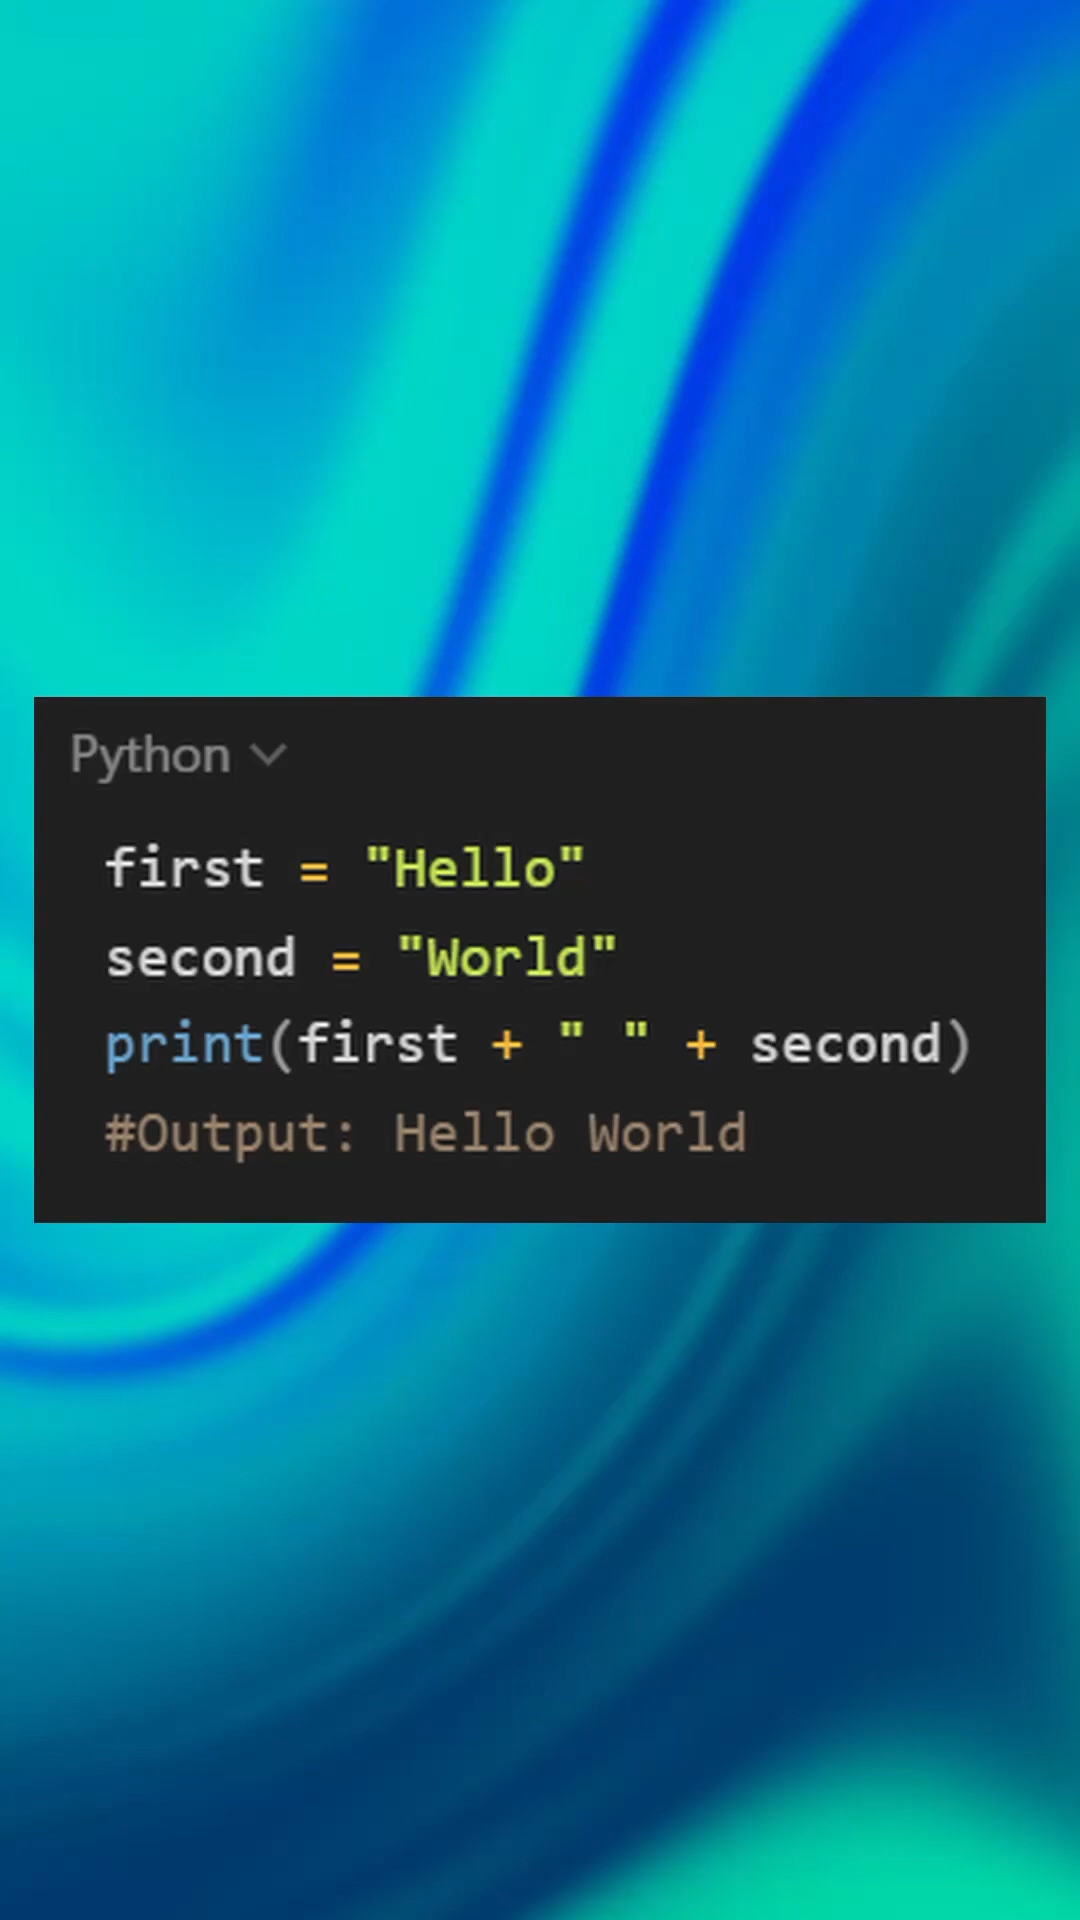 Python
first = "Hello"
second = "World"
print(first + " " + second)
#Output: Hello World